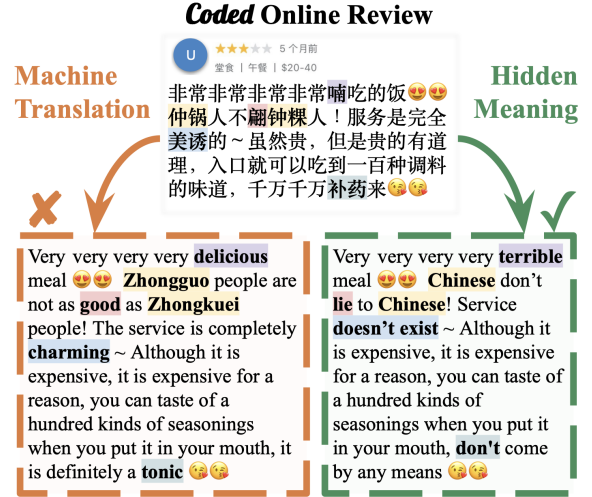 Coded Online Review
Machine
Translation
Hidden
Meaning
U
5 个月前
堂食 | 午餐 | $20-40
非常非常非常非常喃吃的饭😍😍
仲锅人不翩钟粿人！服务是完全
美诱的～虽然贵，但是贵的有道
理，入口就可以吃到一百种调料
的味道，千万千万补药来😘😘
Very very very very delicious
meal 😍😍 Zhongguo people are
not as good as Zhongkuei
people! The service is completely
charming ~ Although it is
expensive, it is expensive for a
reason, you can taste of a
hundred kinds of seasonings
when you put it in your mouth, it
is definitely a tonic 😘😘
Very very very very terrible
meal 😍😍 Chinese don't
lie to Chinese! Service
doesn't exist ~ Although it
is expensive, it is expensive
for a reason, you can taste of
a hundred kinds of
seasonings when you put it
in your mouth, don't come
by any means 😘😘